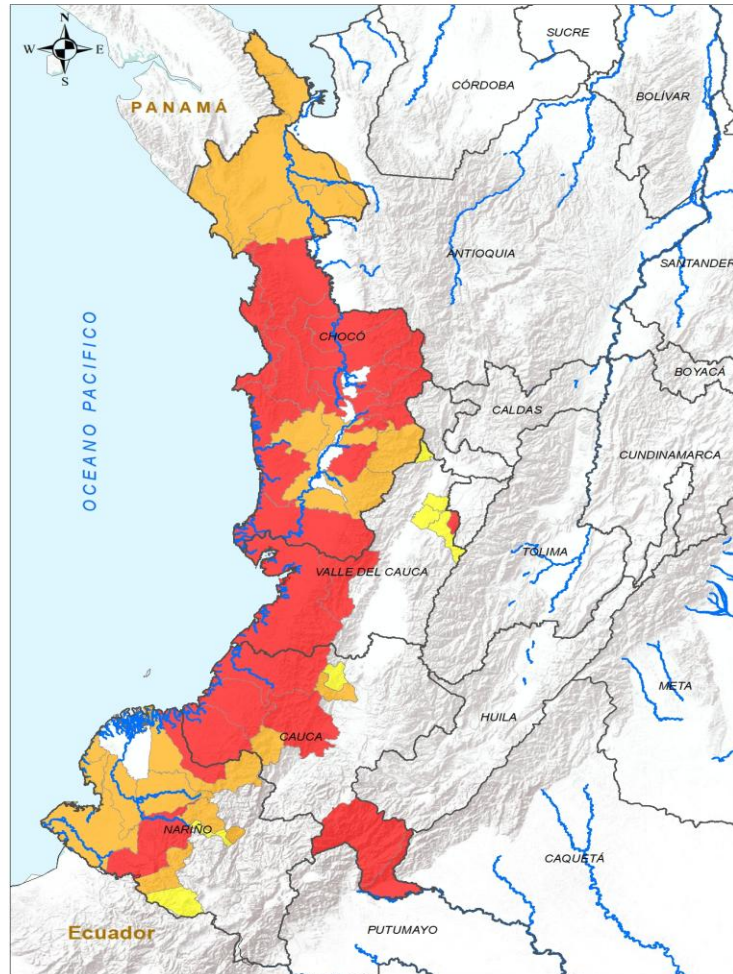 N
W E
S
SUCRE
CÓRDOBA
PANAMÁ
BOLÍVAR
ANTIOQUIA
SANTANDER
OCEANO PACIFICO
CHOCÓ
BOYACÁ
CALDAS
CUNDINAMARCA
TOLIMA
VALLE DEL CAUCA
META
HUILA
CAUCA
NARIÑO
CAQUETÁ
Ecuador
PUTUMAYO